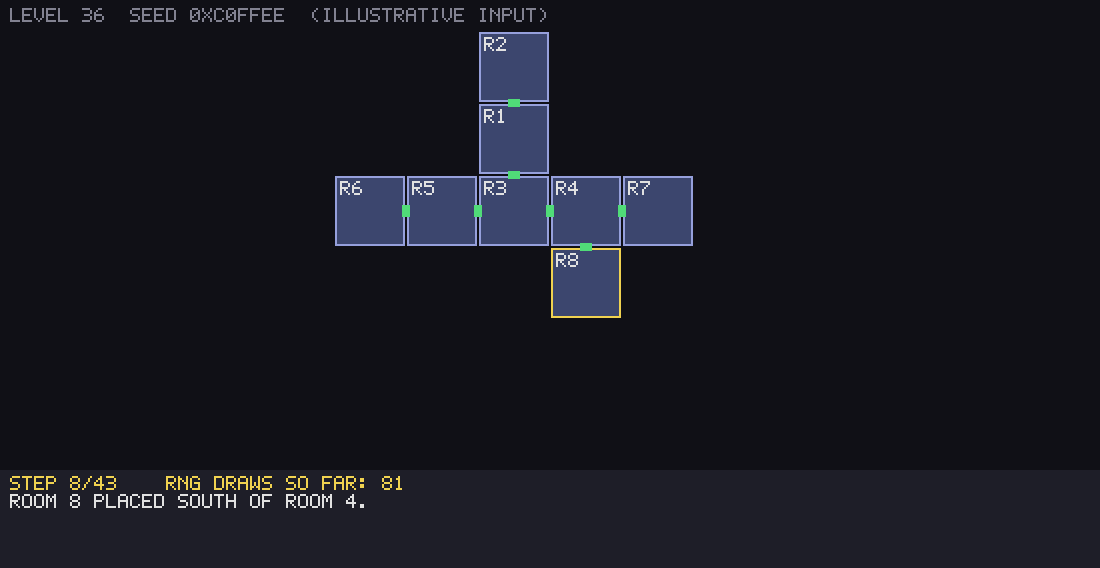 LEVEL 36  SEED 0XC0FFEE  (ILLUSTRATIVE INPUT)
R2
R1
R6 R5 R3 R4 R7
R8
STEP 8/43    RNG DRAWS SO FAR: 81
ROOM 8 PLACED SOUTH OF ROOM 4.